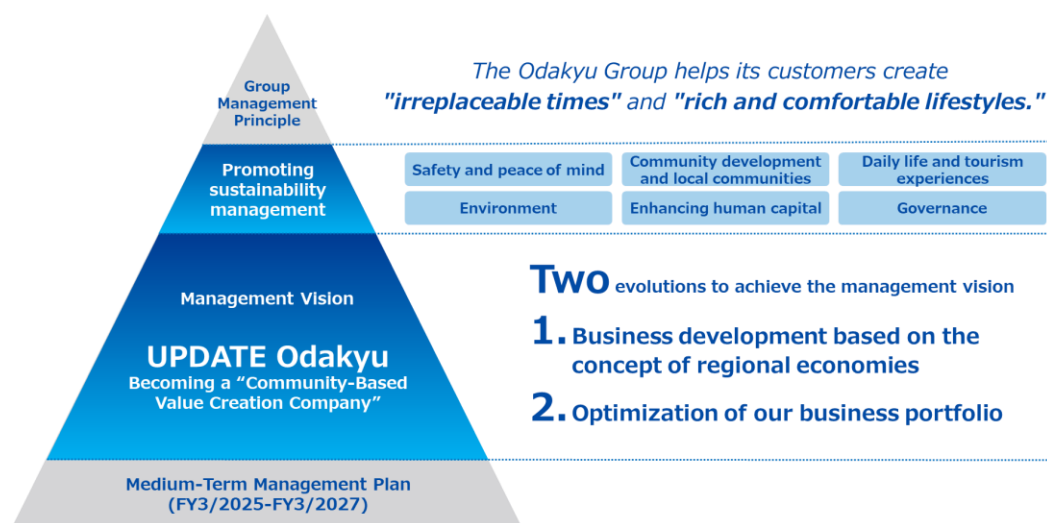 Group
Management
Principle
The Odakyu Group helps its customers create
"irreplaceable times" and "rich and comfortable lifestyles."
Promoting
sustainability
management
Safety and peace of mind
Community development
and local communities
Daily life and tourism
experiences
Environment
Enhancing human capital
Governance
Management Vision
UPDATE Odakyu
Becoming a “Community-Based
Value Creation Company”
Two evolutions to achieve the management vision
1. Business development based on the
concept of regional economies
2. Optimization of our business portfolio
Medium-Term Management Plan
(FY3/2025-FY3/2027)